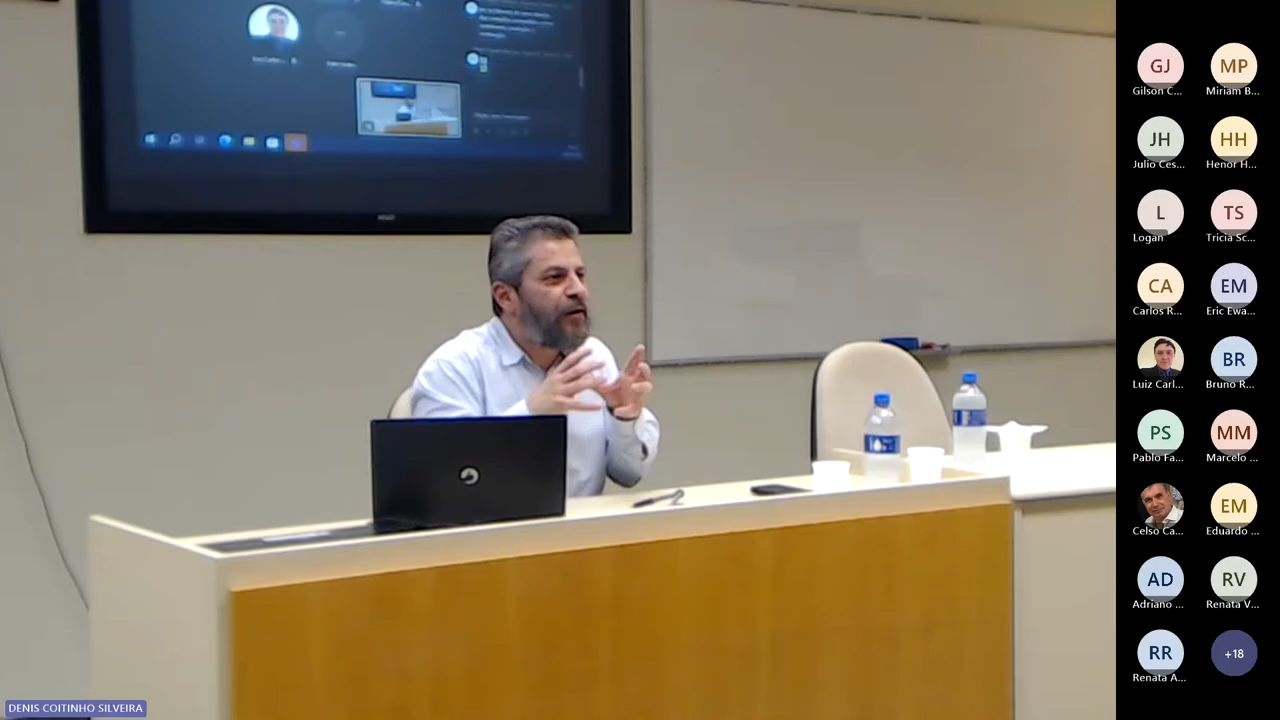 GJ
Gilson C...
MP
Miriam B...
JH
Julio Ces...
HH
Henor H...
L
Logan
TS
Tricia Sc...
CA
Carlos R...
EM
Eric Ewa...
Luiz Carl...
BR
Bruno R...
PS
Pablo Fa...
MM
Marcelo ...
Celso Ca...
EM
Eduardo ...
AD
Adriano ...
RV
Renata V...
RR
Renata A...
+18
DENIS COITINHO SILVEIRA